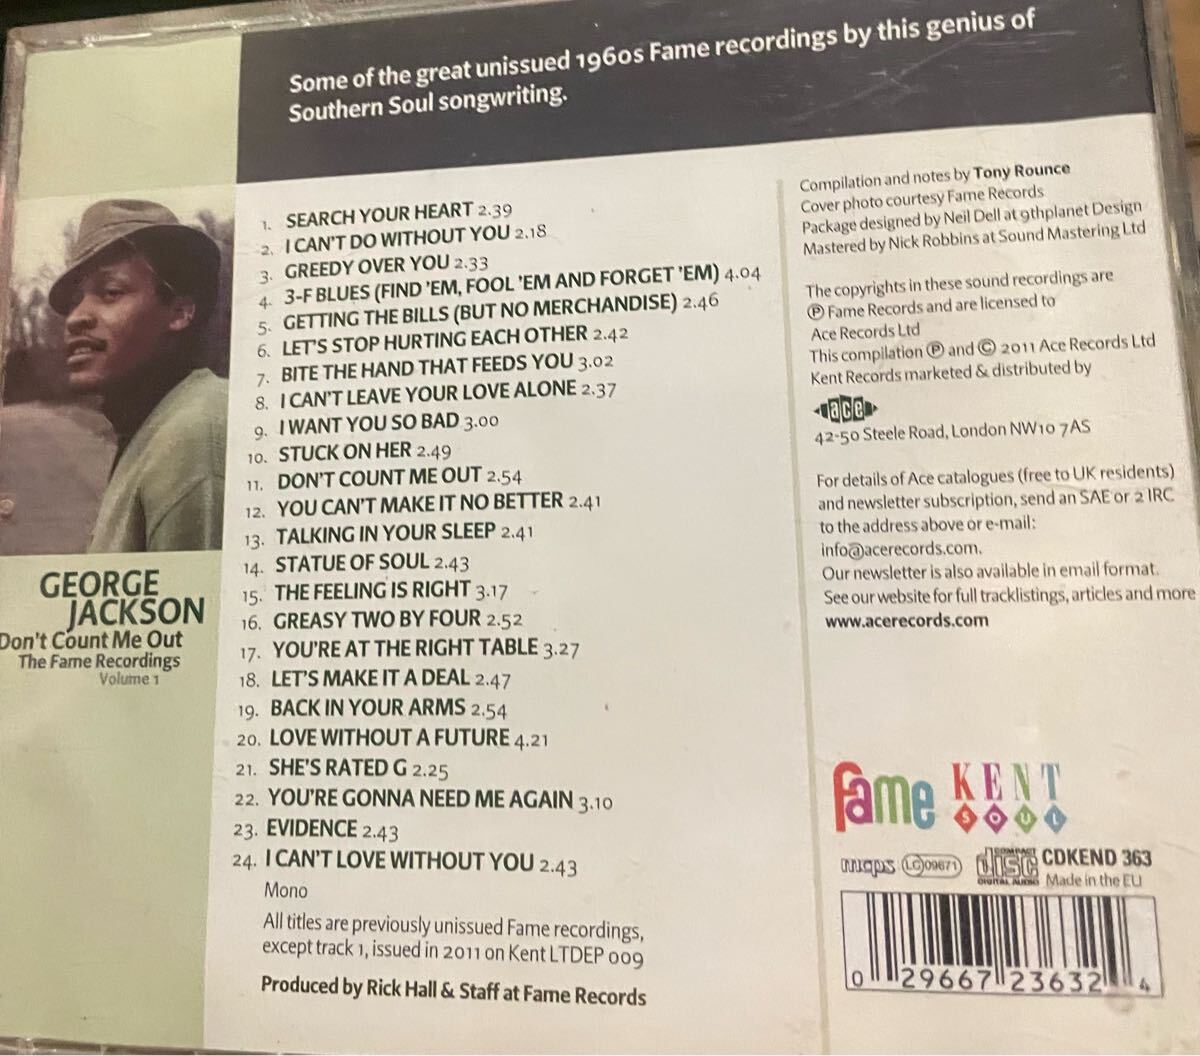 Some of the great unissued 1960s Fame recordings by this genius of
Southern Soul songwriting.
1. SEARCH YOUR HEART 2.39
2. I CAN'T DO WITHOUT YOU 2.18
3. GREEDY OVER YOU 2.33
4. 3-F BLUES (FIND 'EM, FOOL 'EM AND FORGET 'EM) 4.04
5. GETTING THE BILLS (BUT NO MERCHANDISE) 2.46
6. LET'S STOP HURTING EACH OTHER 2.42
7. BITE THE HAND THAT FEEDS YOU 3.02
8. I CAN'T LEAVE YOUR LOVE ALONE 2.37
9. I WANT YOU SO BAD 3.00
10. STUCK ON HER 2.49
11. DON'T COUNT ME OUT 2.54
12. YOU CAN'T MAKE IT NO BETTER 2.41
13. TALKING IN YOUR SLEEP 2.41
14. STATUE OF SOUL 2.43
15. THE FEELING IS RIGHT 3.17
16. GREASY TWO BY FOUR 2.52
17. YOU'RE AT THE RIGHT TABLE 3.27
18. LET'S MAKE IT A DEAL 2.47
19. BACK IN YOUR ARMS 2.54
20. LOVE WITHOUT A FUTURE 4.21
21. SHE'S RATED G 2.25
22. YOU'RE GONNA NEED ME AGAIN 3.10
23. EVIDENCE 2.43
24. I CAN'T LOVE WITHOUT YOU 2.43
Mono
All titles are previously unissued Fame recordings,
except track 1, issued in 2011 on Kent LTDEP 009
Produced by Rick Hall & Staff at Fame Records
GEORGE
JACKSON
Don't Count Me Out
The Fame Recordings
Volume 1
Compilation and notes by Tony Rounce
Cover photo courtesy Fame Records
Package designed by Neil Dell at 9thplanet Design
Mastered by Nick Robbins at Sound Mastering Ltd
The copyrights in these sound recordings are
Ⓟ Fame Records and are licensed to
Ace Records Ltd
This compilation Ⓟ and © 2011 Ace Records Ltd
Kent Records marketed & distributed by
ace
42-50 Steele Road, London NW10 7AS
For details of Ace catalogues (free to UK residents)
and newsletter subscription, send an SAE or 2 IRC
to the address above or e-mail:
info@acerecords.com.
Our newsletter is also available in email format.
See our website for full tracklistings, articles and more
www.acerecords.com
fame KENT
SOUL
mcps LC09671 COMPACT disc DIGITAL AUDIO CDKEND 363
Made in the EU
0 29667 23632 4